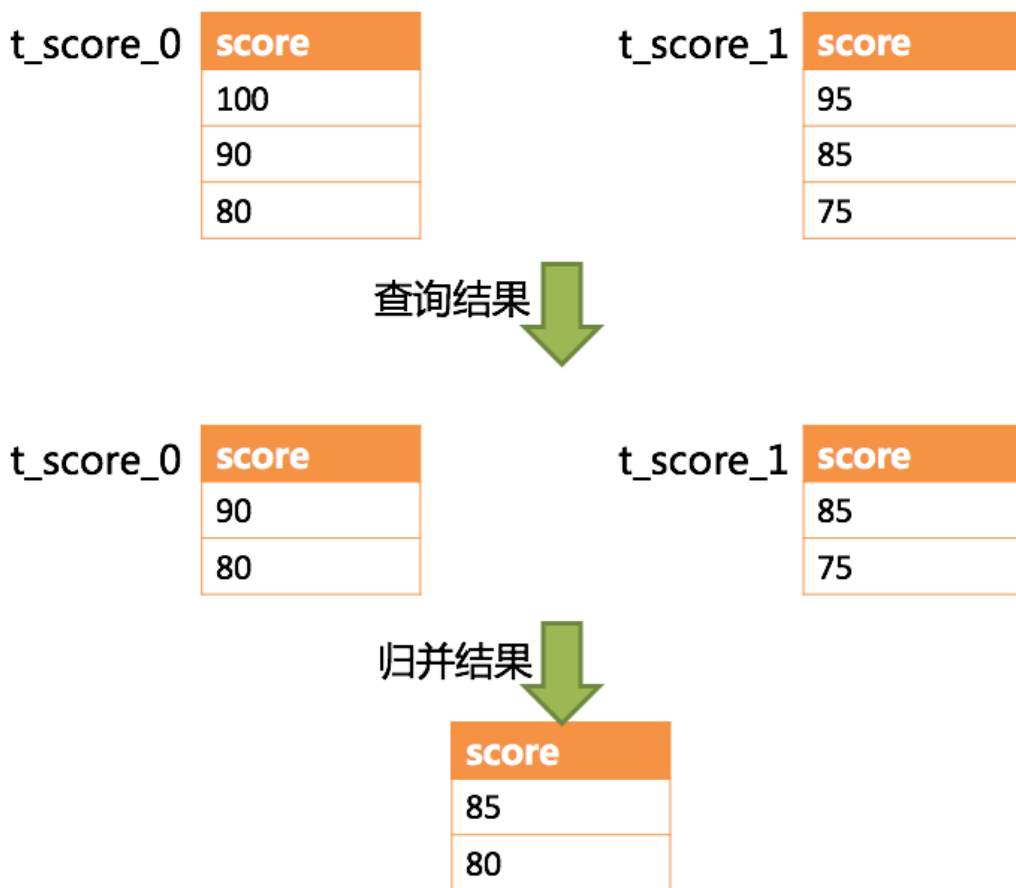 t_score_0 score t_score_1 score
100 95
90 85
80 75
查询结果
t_score_0 score t_score_1 score
90 85
80 75
归并结果
score
85
80